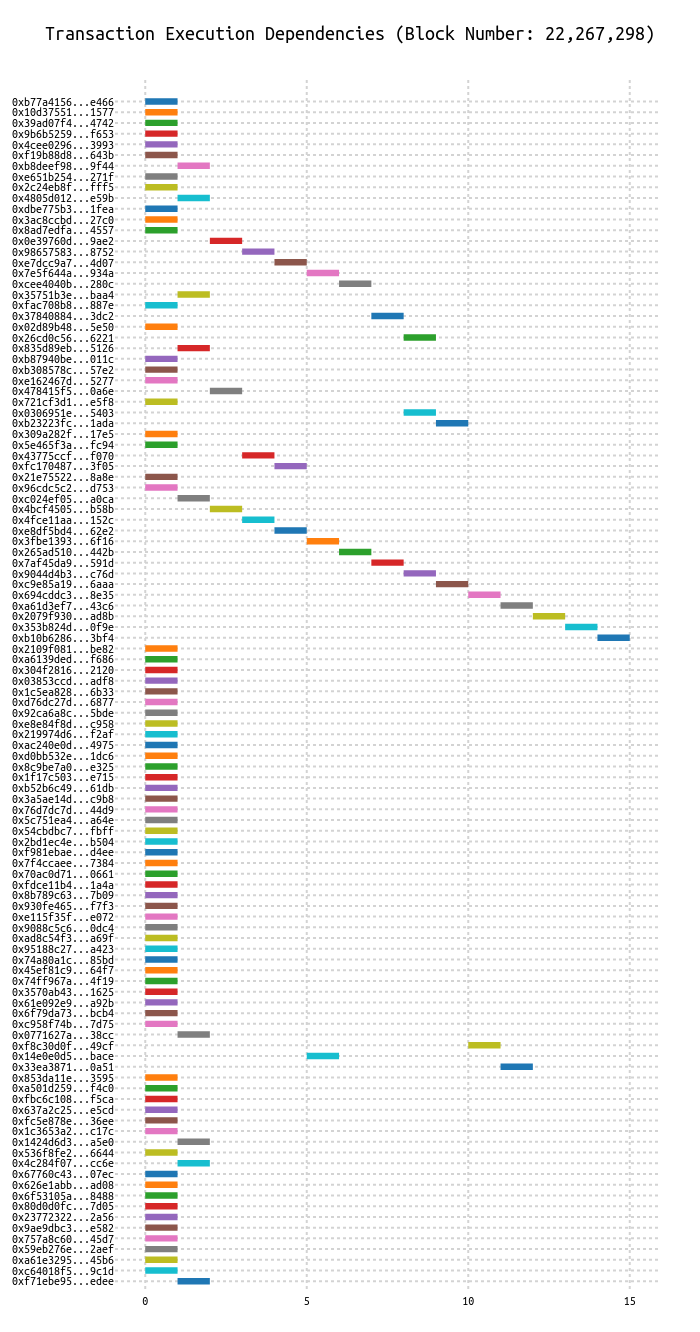 Transaction Execution Dependencies (Block Number: 22,267,298)
0xb77a4156...e466
0x10d37551...1577
0x39ad07f4...4742
0x9b6b5259...f653
0x4cee0296...3993
0xf19b88d8...643b
0xb8deef98...9f44
0xe651b254...271f
0x2c24eb8f...fff5
0x4805d012...e59b
0xdbe775b3...1fea
0x3ac8ccbd...27c0
0x8ad7edfa...4557
0x0e39760d...9ae2
0x98657583...8752
0xe7dcc9a7...4d07
0x7e5f644a...934a
0xcee4040b...280c
0x35751b3e...baa4
0xfac708b8...887e
0x37840884...3dc2
0x02d89b48...5e50
0x26cd0c56...6221
0x835d89eb...5126
0xb87940be...011c
0xb308578c...57e2
0xe162467d...5277
0x478415f5...0a6e
0x721cf3d1...e5f8
0x0306951e...5403
0xb23223fc...1ada
0x309a282f...17e5
0x5e465f3a...fc94
0x43775ccf...f070
0xfc170487...3f05
0x21e75522...8a8e
0x96cdc5c2...d753
0xc024ef05...a0ca
0x4bcf4505...b58b
0x4fce11aa...152c
0xe8df5bd4...62e2
0x3fbe1393...6f16
0x265ad510...442b
0x7af45da9...591d
0x9044d4b3...c76d
0xc9e85a19...6aaa
0x694cddc3...8e35
0xa61d3ef7...43c6
0x2079f930...ad8b
0x353b824d...0f9e
0xb10b6286...3bf4
0x2109f081...be82
0xa6139ded...f686
0x304f2816...2120
0x03853ccd...adf8
0x1c5ea828...6b33
0xd76dc27d...6877
0x92ca6a8c...5bde
0xe8e84f8d...c958
0x219974d6...f2af
0xac240e0d...4975
0xd0bb532e...1dc6
0x8c9be7a0...e325
0x1f17c503...e715
0xb52b6c49...61db
0x3a5ae14d...c9b8
0x76d7dc7d...44d9
0x5c751ea4...a64e
0x54cbdbc7...fbff
0x2bd1ec4e...b504
0xf981ebae...d4ee
0x7f4ccaee...7384
0x70ac0d71...0661
0xfdce11b4...1a4a
0x8b789c63...7b09
0x930fe465...f7f3
0xe115f35f...e072
0x9088c5c6...0dc4
0xad8c54f3...a69f
0x95188c27...a423
0x74a80a1c...85bd
0x45ef81c9...64f7
0x74ff967a...4f19
0x3570ab43...1625
0x61e092e9...a92b
0x6f79da73...bcb4
0xc958f74b...7d75
0x0771627a...38cc
0xf8c30d0f...49cf
0x14e0e0d5...bace
0x33ea3871...0a51
0x853da11e...3595
0xa501d259...f4c0
0xfbc6c108...f5ca
0x637a2c25...e5cd
0xfc5e878e...36ee
0x1c3653a2...c17c
0x1424d6d3...a5e0
0x536f8fe2...6644
0x4c284f07...cc6e
0x67760c43...07ec
0x626e1abb...ad08
0x6f53105a...8488
0x80d0d0fc...7d05
0x23772322...2a56
0x9ae9dbc3...e582
0x757a8c60...45d7
0x59eb276e...2aef
0xa61e3295...45b6
0xc64018f5...9c1d
0xf71ebe95...edee
0 5 10 15